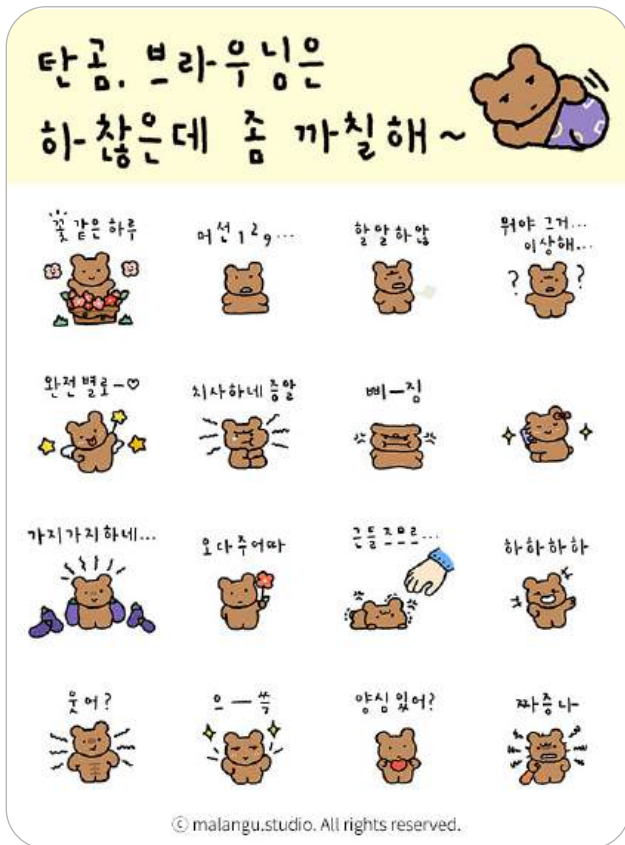 탄곰. 브라우님은
하찮은데 좀 까칠해~
꽃 같은 하루
머선129...
할많하않
뭐야 그거...
이상해...
? ?
완전 별로-♡
치사하네 증말
삐-짐
가지가지하네...
오다주어따
근들즈므르...
하하하하
웃어?
으-쓱
양심있어?
짜증나
ⓒ malangu.studio. All rights reserved.